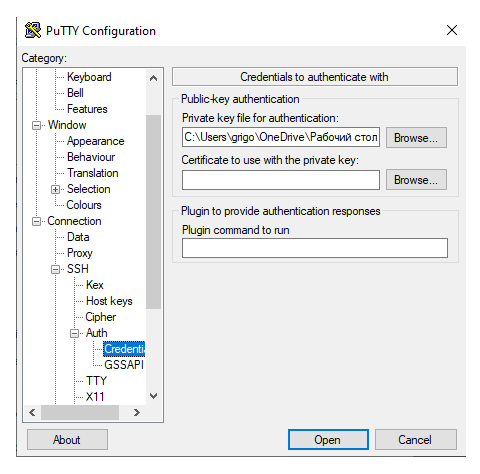 PuTTY Configuration
Category:
Keyboard
Bell
Features
Window
Appearance
Behaviour
Translation
Selection
Colours
Connection
Data
Proxy
SSH
Kex
Host keys
Cipher
Auth
Credentia
GSSAPI
TTY
X11
Credentials to authenticate with
Public-key authentication
Private key file for authentication:
C:\Users\grigo\OneDrive\Рабочий стол
Browse...
Certificate to use with the private key:
Browse...
Plugin to provide authentication responses
Plugin command to run
About
Open
Cancel